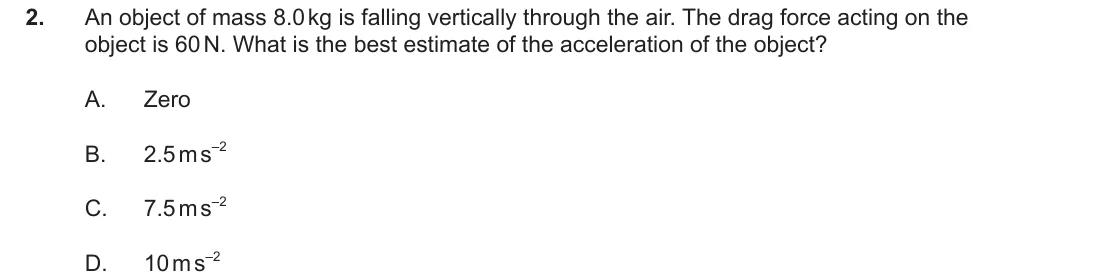 2. An object of mass 8.0 kg is falling vertically through the air. The drag force acting on the
object is 60 N. What is the best estimate of the acceleration of the object?
A. Zero
B. 2.5 m s⁻²
C. 7.5 m s⁻²
D. 10 m s⁻²